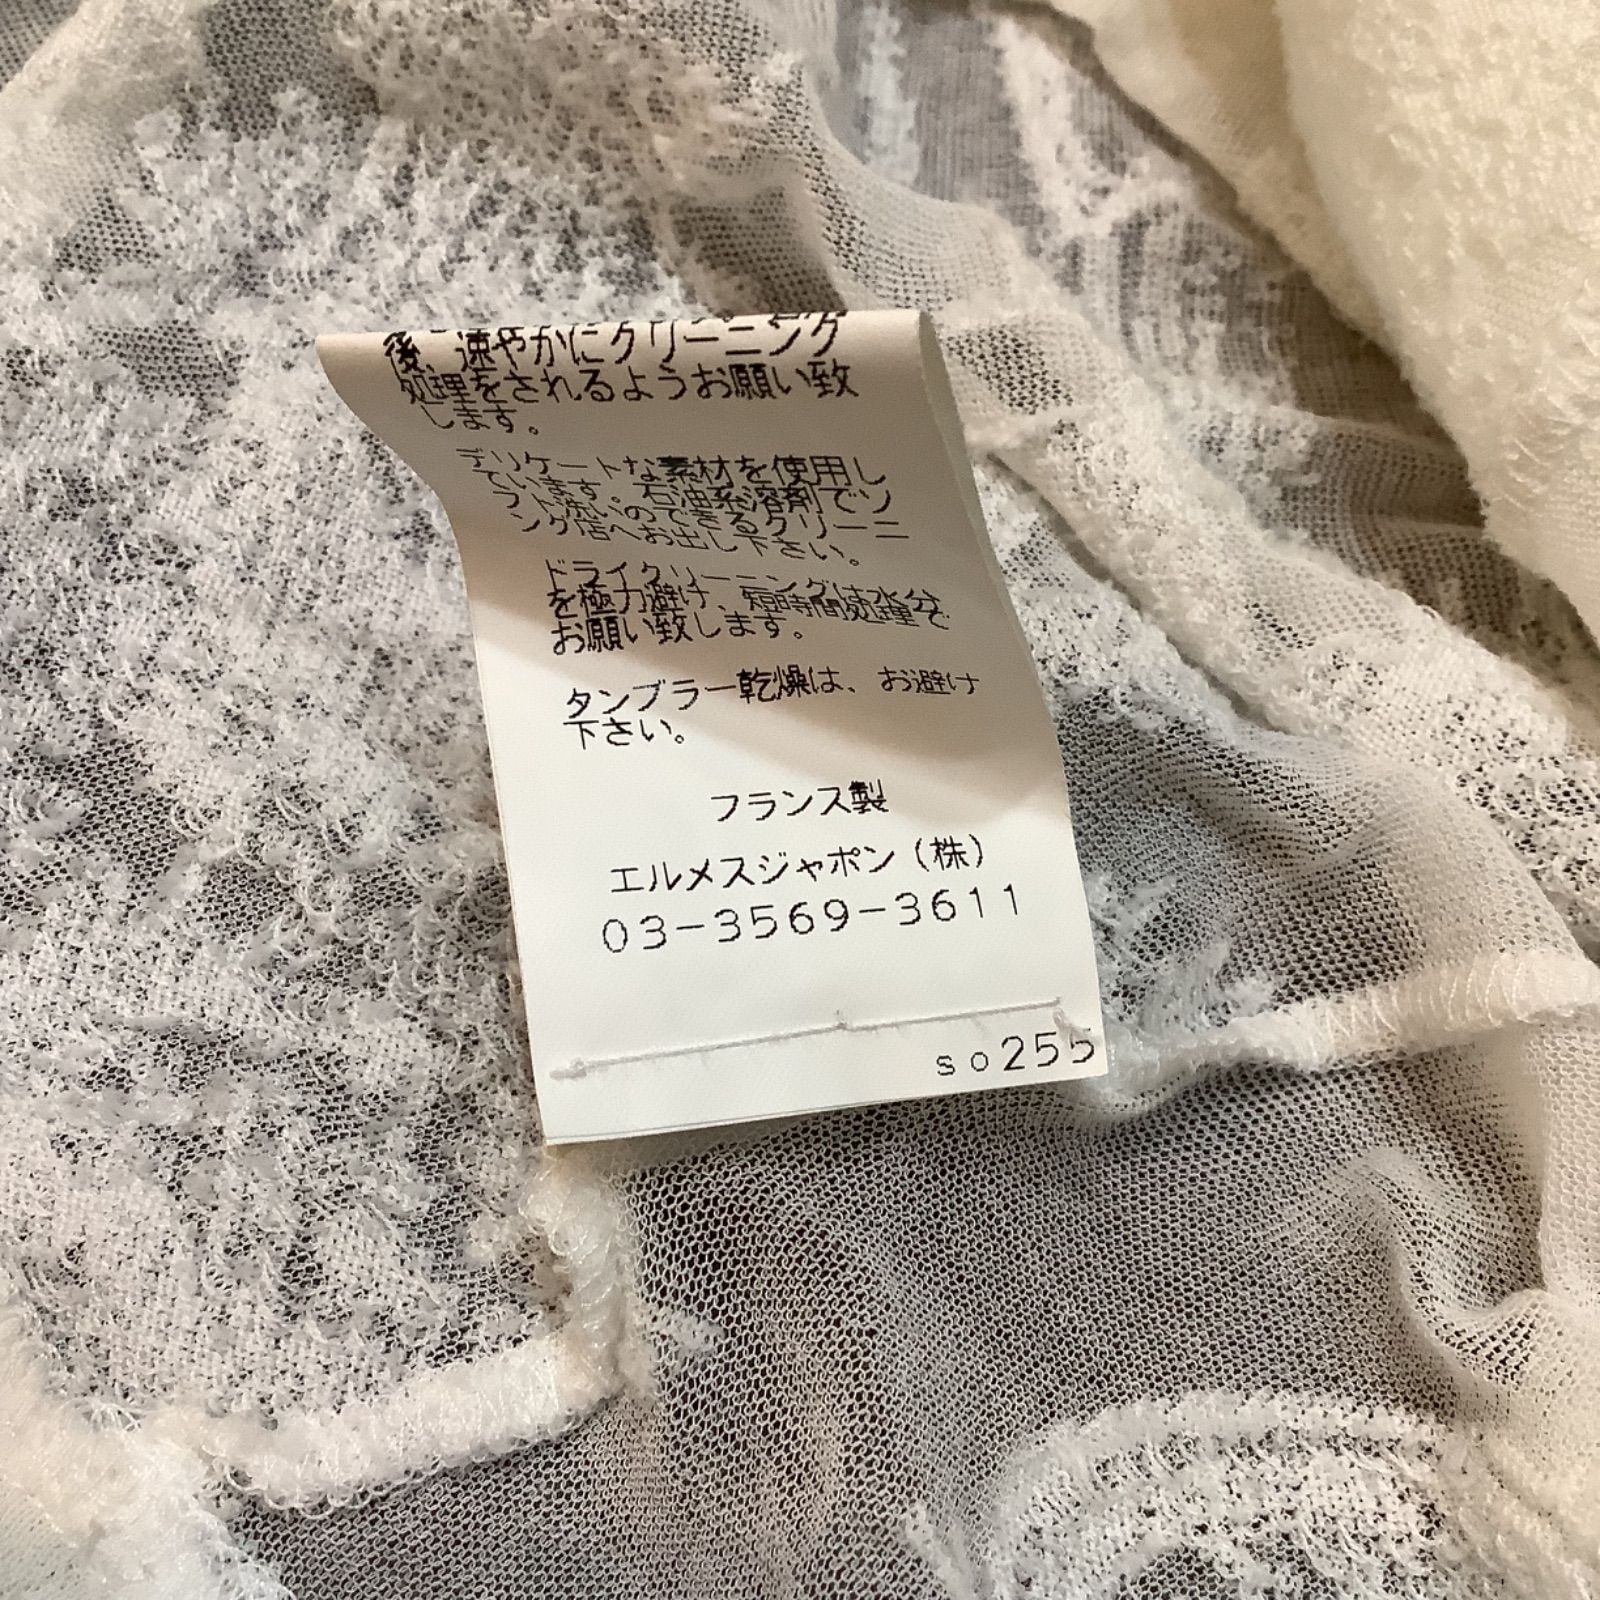 後、速やかにクリーニング
処理をされるようお願い致
します。
デリケートな素材を使用し
ています。石油系溶剤でソ
フト洗いのできるクリーニ
ング店へお出し下さい。
ドライクリーニングは水分
を極力避け、短時間処理で
お願い致します。
タンブラー乾燥は、お避け
下さい。
フランス製
エルメスジャポン(株)
03-3569-3611
so255